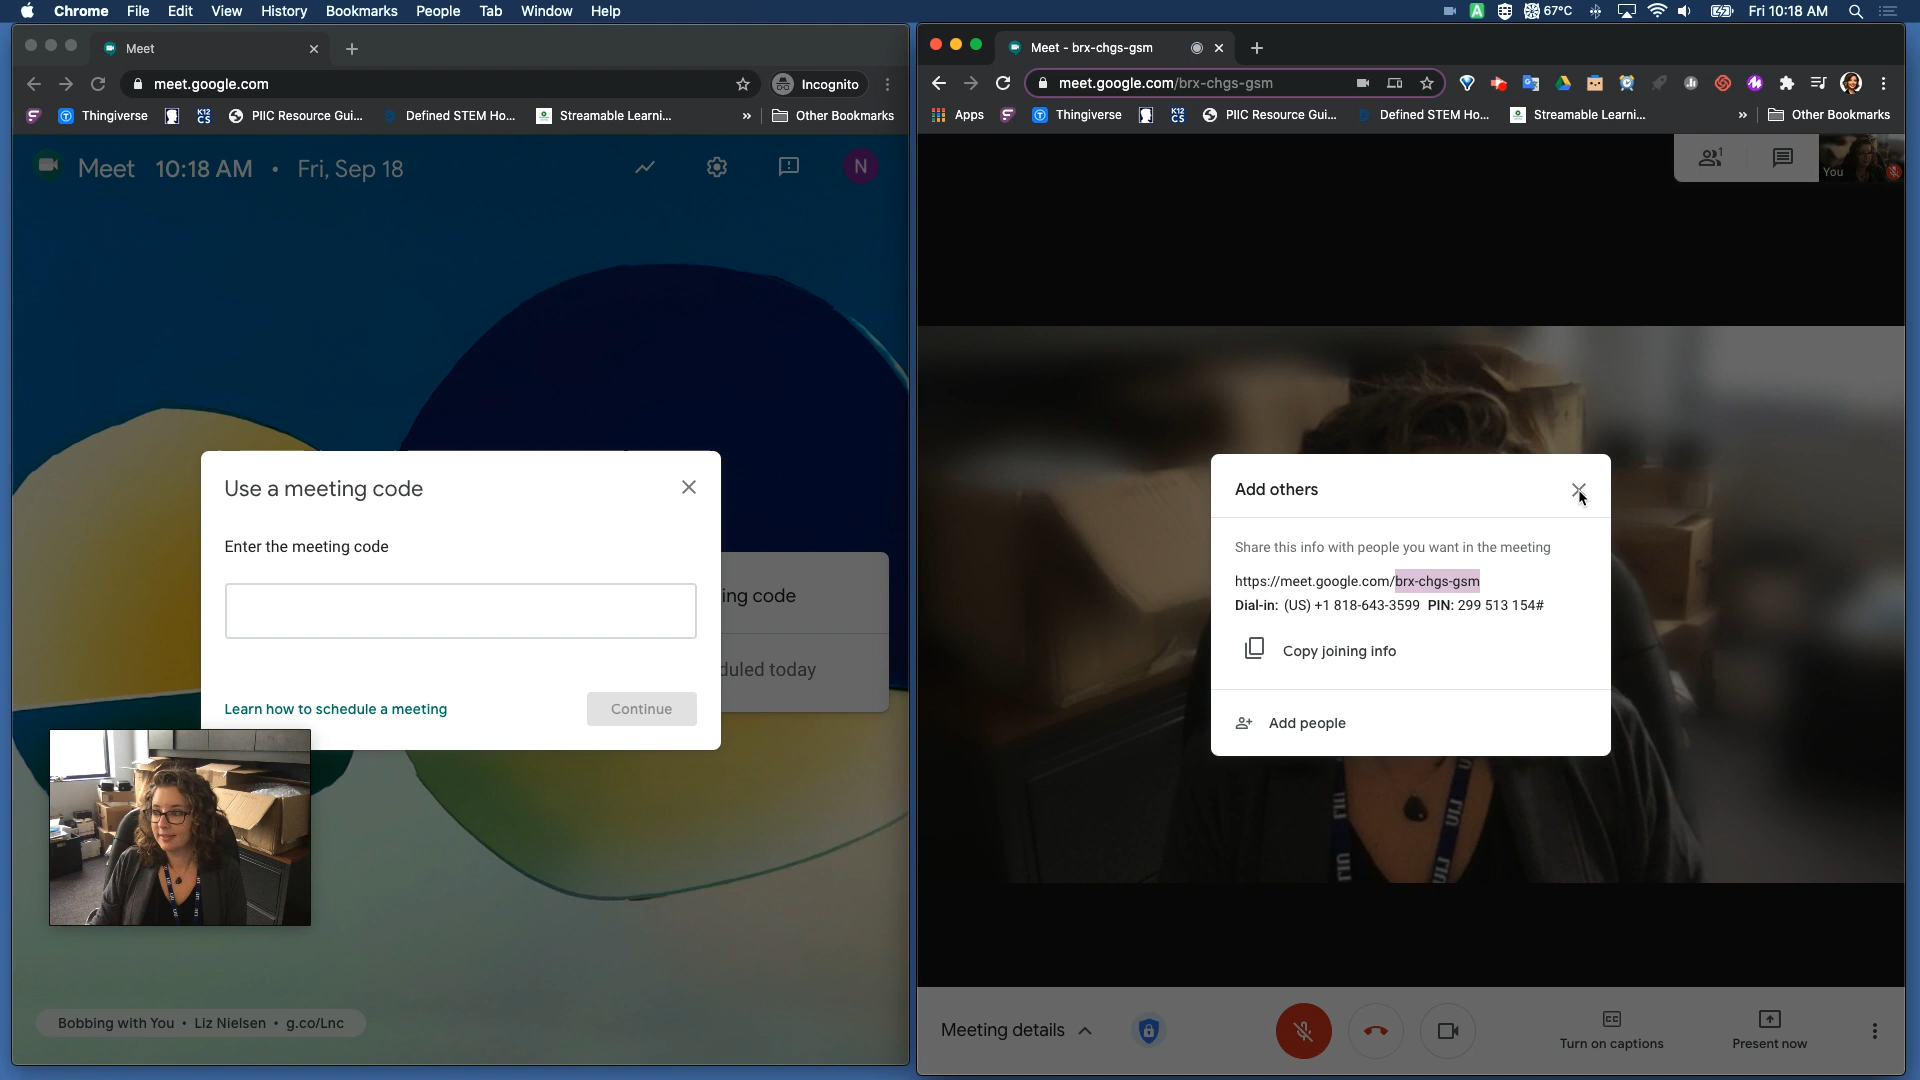 Chrome File Edit View History Bookmarks People Tab Window Help
67°C Fri 10:18 AM
Meet
meet.google.com
Incognito
Thingiverse K12 CS PIIC Resource Gui... Defined STEM Ho... Streamable Learni... » Other Bookmarks
Meet 10:18 AM • Fri, Sep 18
N
Use a meeting code
Enter the meeting code
ing code
duled today
Learn how to schedule a meeting
Continue
Bobbing with You • Liz Nielsen • g.co/Lnc
Meet - brx-chgs-gsm
meet.google.com/brx-chgs-gsm
Apps Thingiverse K12 CS PIIC Resource Gui... Defined STEM Ho... Streamable Learni... » Other Bookmarks
1
You
Add others
Share this info with people you want in the meeting
https://meet.google.com/brx-chgs-gsm
Dial-in: (US) +1 818-643-3599 PIN: 299 513 154#
Copy joining info
Add people
Meeting details
Turn on captions
Present now